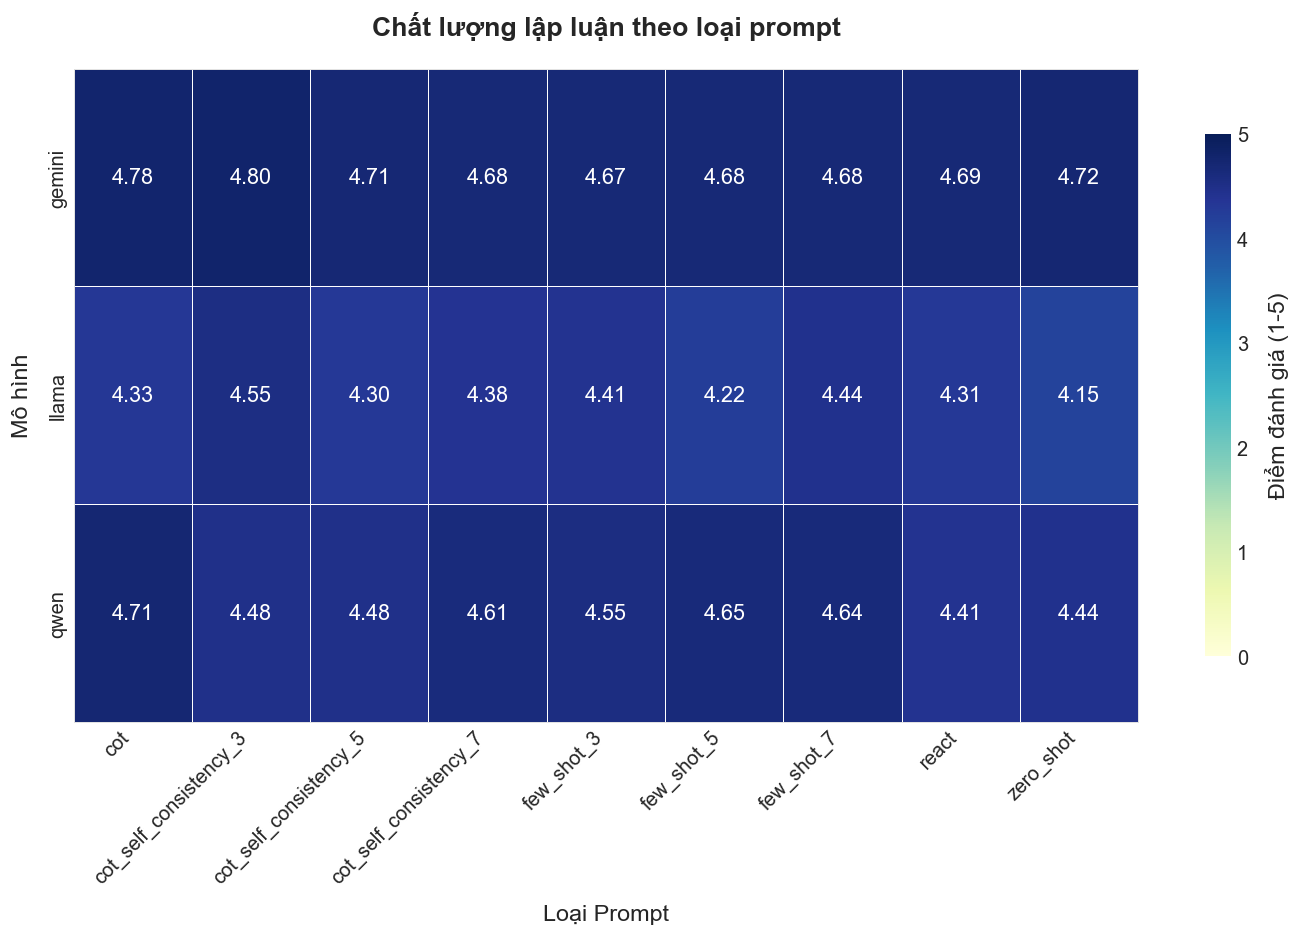 Chất lượng lập luận theo loại prompt
Mô hình
gemini
4.78 4.80 4.71 4.68 4.67 4.68 4.68 4.69 4.72
llama
4.33 4.55 4.30 4.38 4.41 4.22 4.44 4.31 4.15
qwen
4.71 4.48 4.48 4.61 4.55 4.65 4.64 4.41 4.44
cot
cot_self_consistency_3
cot_self_consistency_5
cot_self_consistency_7
few_shot_3
few_shot_5
few_shot_7
react
zero_shot
Loại Prompt
5
4
3
2
1
0
Điểm đánh giá (1-5)